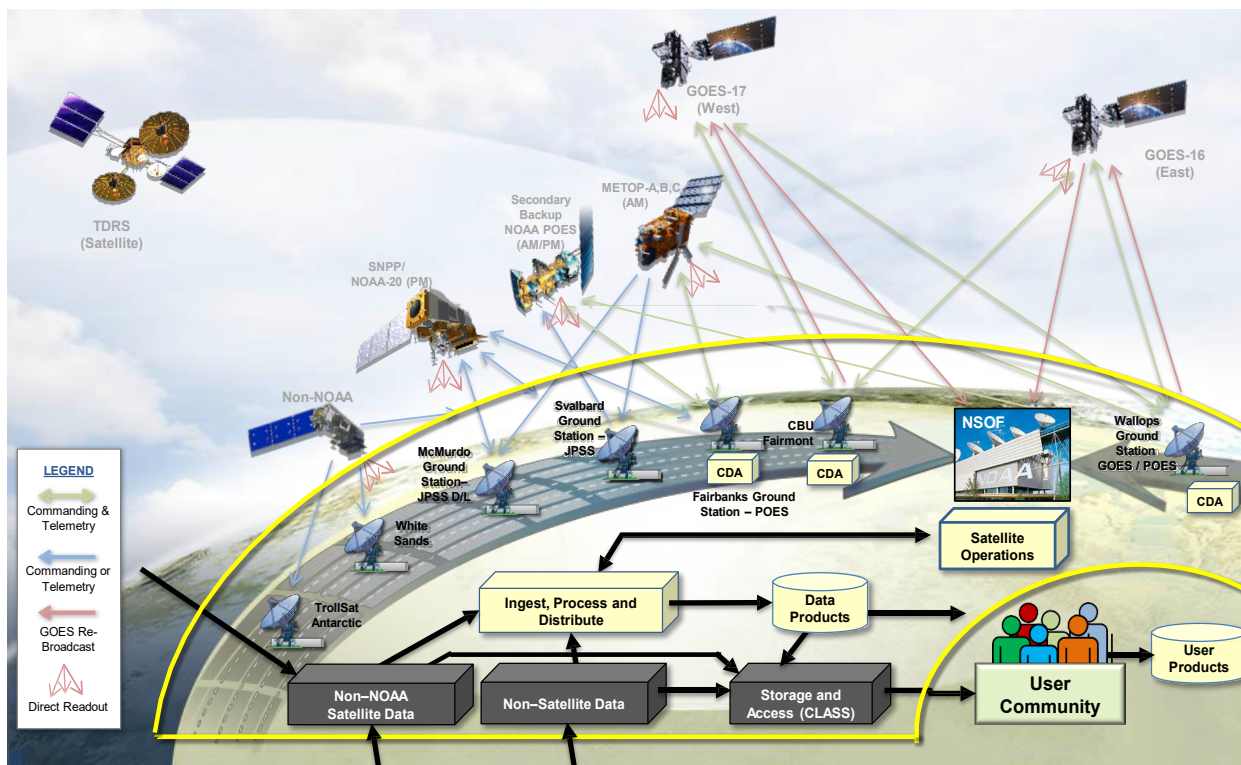 GOES-17
(West)
GOES-16
(East)
TDRS
(Satellite)
METOP-A,B,C
(AM)
Secondary
Backup
NOAA POES
(AM/PM)
SNPP/
NOAA-20 (PM)
Non-NOAA
Svalbard
Ground
Station –
JPSS
McMurdo
Ground
Station–
JPSS D/L
White
Sands
TrollSat
Antarctic
CBU
Fairmont
CDA
CDA
Fairbanks Ground
Station – POES
NSOF
NOAA
Wallops
Ground
Station
GOES / POES
CDA
LEGEND
Commanding &
Telemetry
Commanding or
Telemetry
GOES Re-
Broadcast
Direct Readout
Satellite
Operations
Ingest, Process and
Distribute
Data
Products
User
Products
Non–NOAA
Satellite Data
Non–Satellite Data
Storage and
Access (CLASS)
User
Community